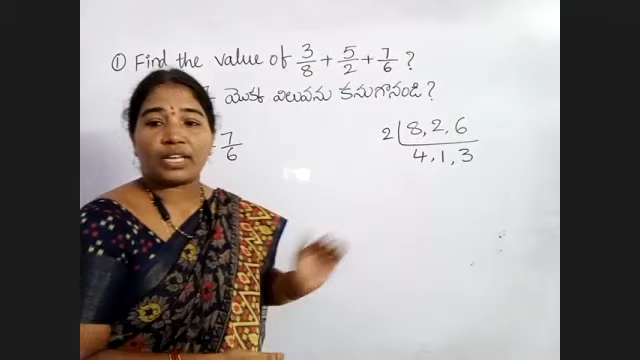 ① Find the value of 3/8 + 5/2 + 7/6 ?
మొక్క విలువను కనుగొనండి ?
7/6
2 | 8, 2, 6
4, 1, 3